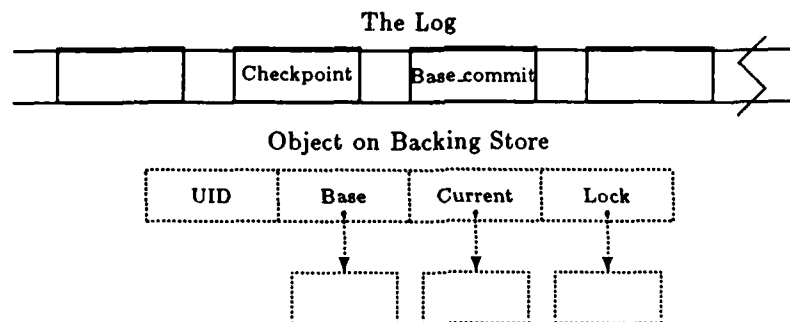 The Log
Checkpoint Base_commit
Object on Backing Store
UID Base Current Lock